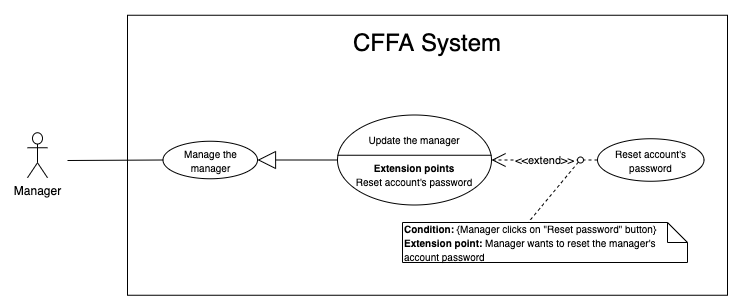 CFFA System
Manager
Manage the
manager
Update the manager
Extension points
Reset account's password
<<extend>>
Reset account's
password
Condition: {Manager clicks on "Reset password" button}
Extension point: Manager wants to reset the manager's
account password